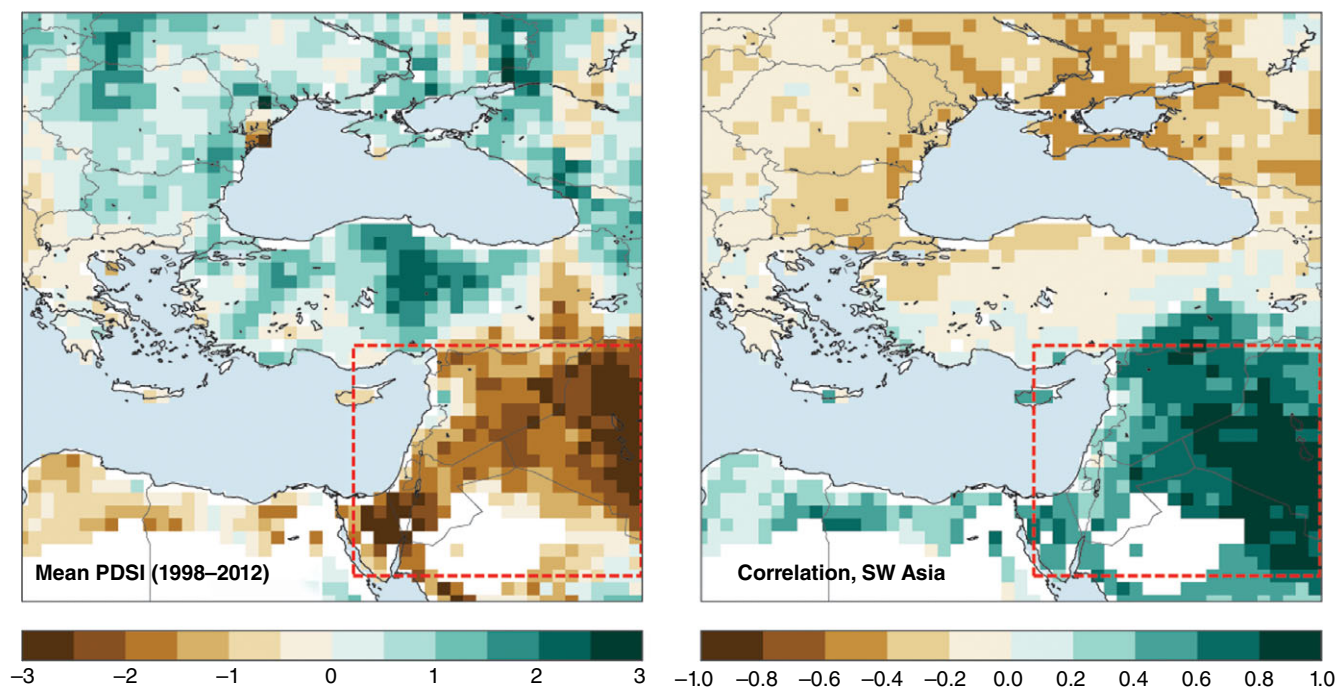 Mean PDSI (1998–2012)
Correlation, SW Asia
–3 –2 –1 0 1 2 3
–1.0 –0.8 –0.6 –0.4 –0.2 0.0 0.2 0.4 0.6 0.8 1.0